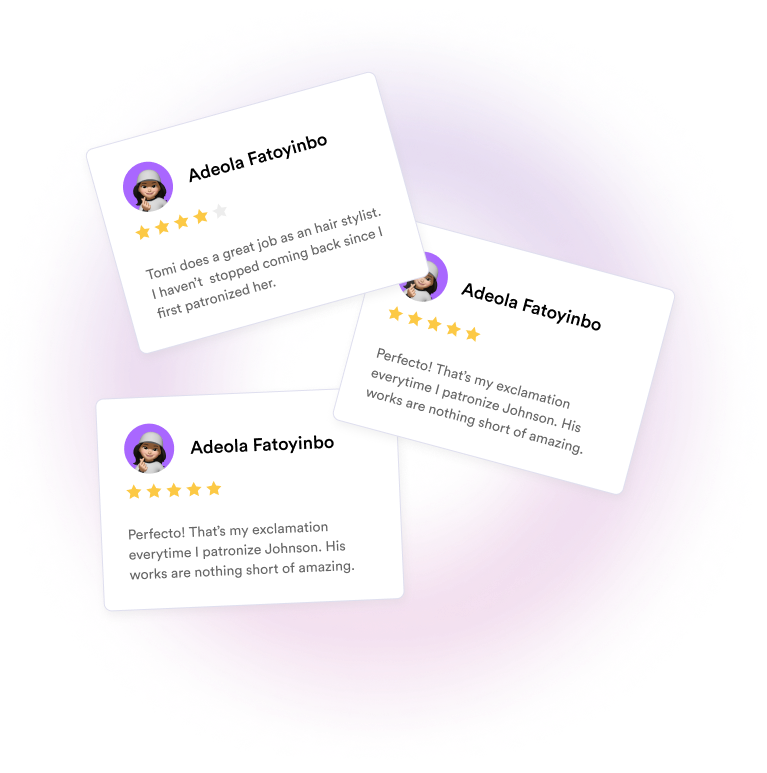 Adeola Fatoyinbo
Tomi does a great job as an hair stylist.
I haven't  stopped coming back since I
first patronized her.
Adeola Fatoyinbo
Perfecto! That's my exclamation
everytime I patronize Johnson. His
works are nothing short of amazing.
Adeola Fatoyinbo
Perfecto! That's my exclamation
everytime I patronize Johnson. His
works are nothing short of amazing.